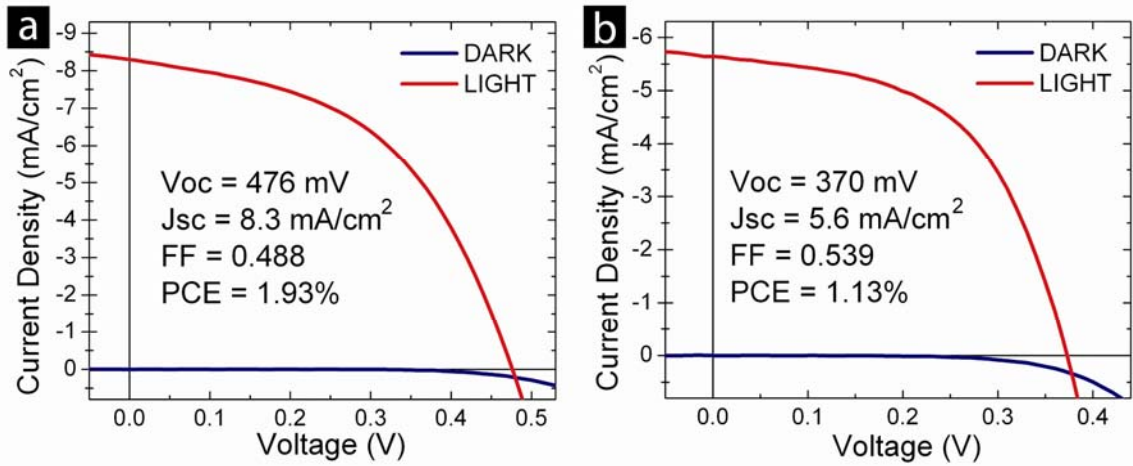 a
-9
-8
-7
-6
-5
-4
-3
-2
-1
0
Current Density (mA/cm²)
DARK
LIGHT
Voc = 476 mV
Jsc = 8.3 mA/cm²
FF = 0.488
PCE = 1.93%
0.0 0.1 0.2 0.3 0.4 0.5
Voltage (V)
b
-6
-5
-4
-3
-2
-1
0
Current Density (mA/cm²)
DARK
LIGHT
Voc = 370 mV
Jsc = 5.6 mA/cm²
FF = 0.539
PCE = 1.13%
0.0 0.1 0.2 0.3 0.4
Voltage (V)